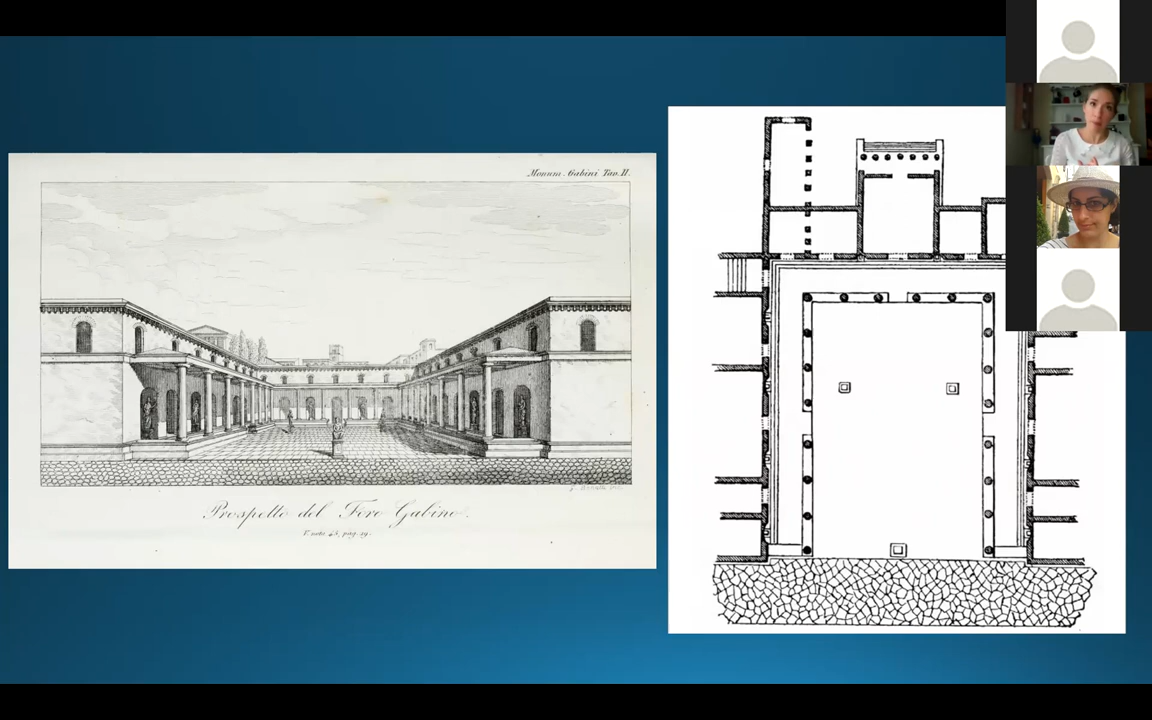 Monum. Gabini Tav. II.
Prospetto del Foro Gabino.
V. nota 43, pag. 19.